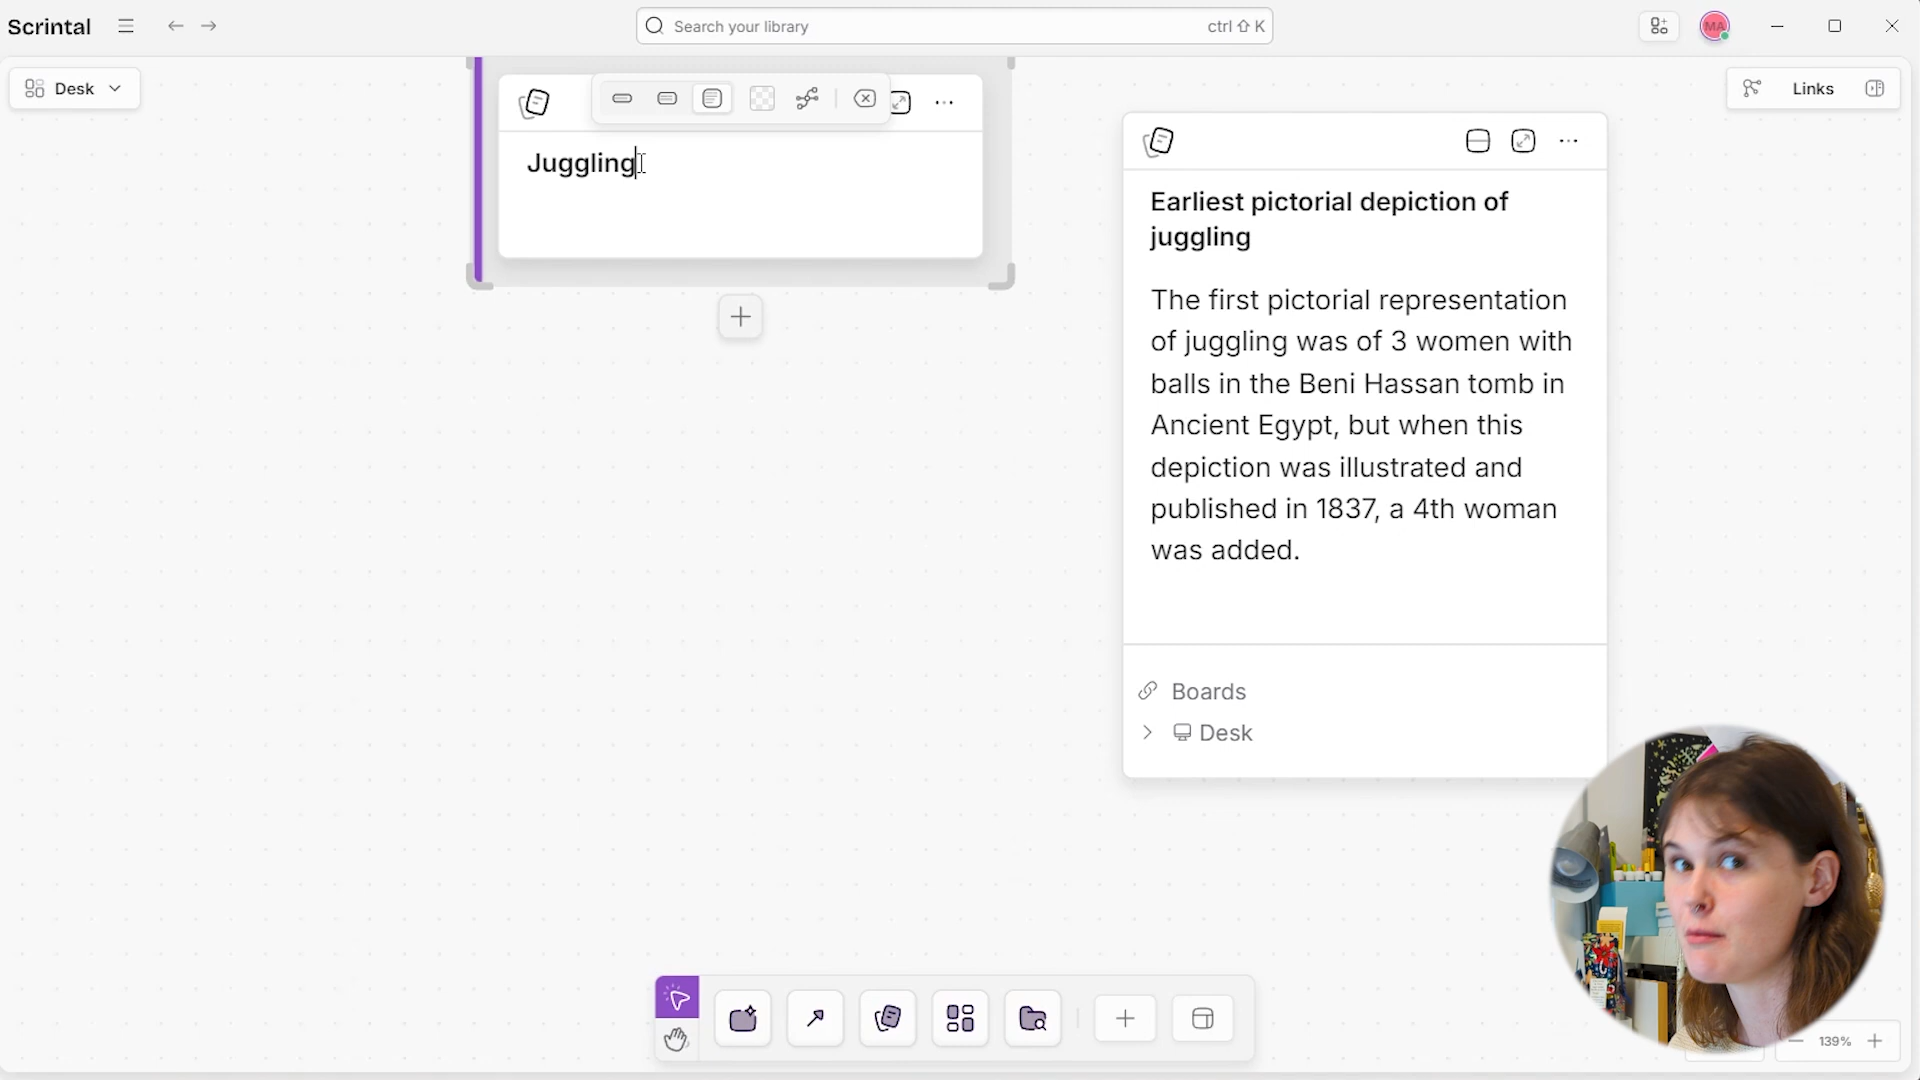 Scrintal
Search your library
ctrl ⇧ K
MA
Desk
Links
Juggling
Earliest pictorial depiction of
juggling
The first pictorial representation
of juggling was of 3 women with
balls in the Beni Hassan tomb in
Ancient Egypt, but when this
depiction was illustrated and
published in 1837, a 4th woman
was added.
Boards
Desk
139%